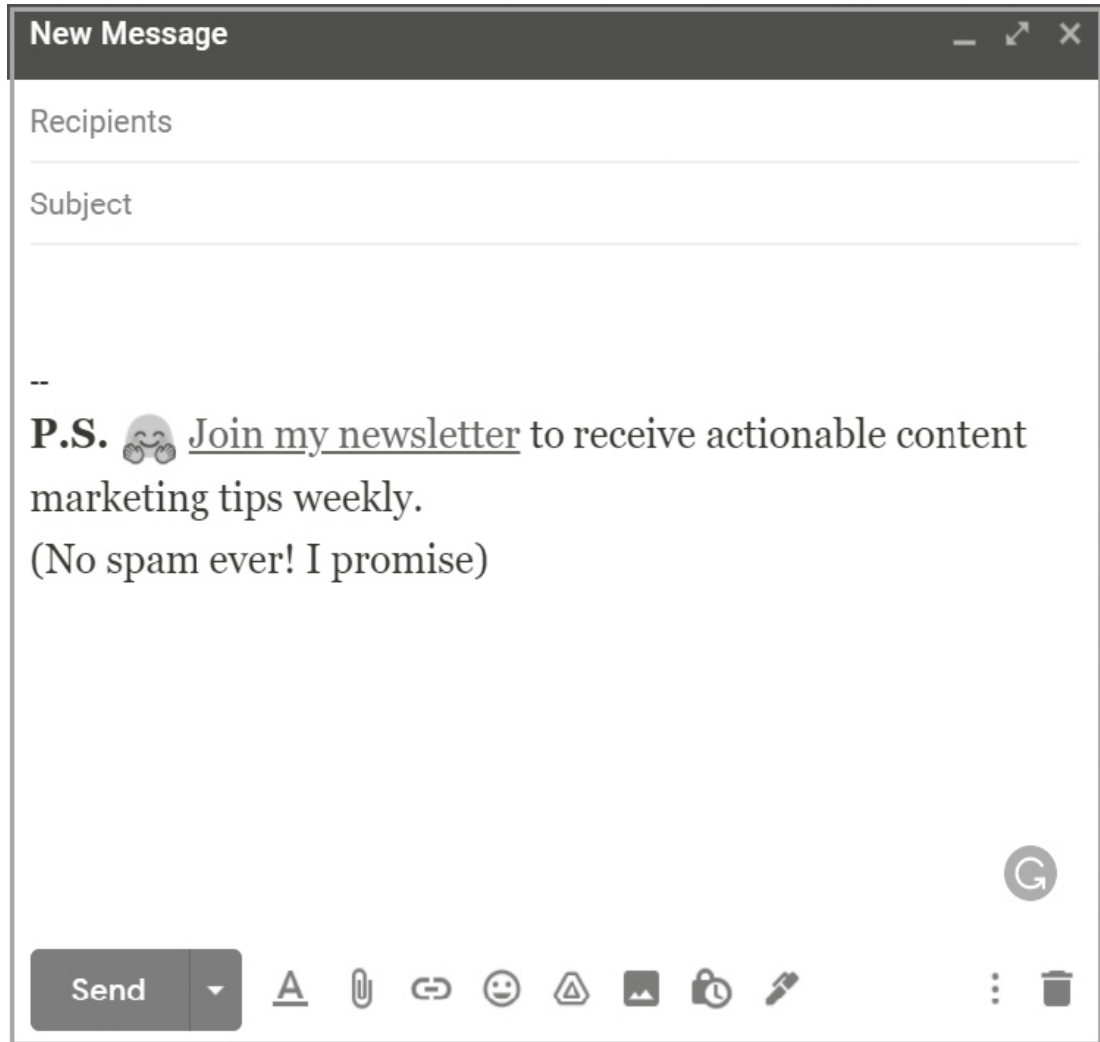 New Message
Recipients
Subject
--
P.S. 🤗 Join my newsletter to receive actionable content
marketing tips weekly.
(No spam ever! I promise)
Send